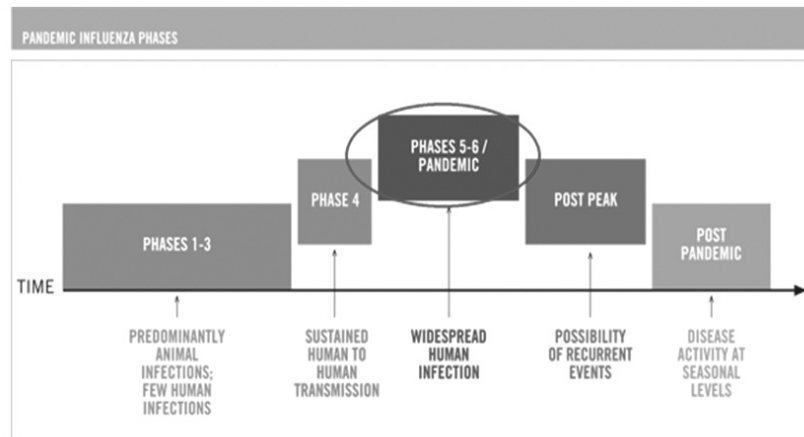 PANDEMIC INFLUENZA PHASES
PHASES 5-6 /
PANDEMIC
PHASE 4
POST PEAK
PHASES 1-3
POST
PANDEMIC
TIME
PREDOMINANTLY
ANIMAL
INFECTIONS;
FEW HUMAN
INFECTIONS
SUSTAINED
HUMAN TO
HUMAN
TRANSMISSION
WIDESPREAD
HUMAN
INFECTION
POSSIBILITY
OF RECURRENT
EVENTS
DISEASE
ACTIVITY AT
SEASONAL
LEVELS